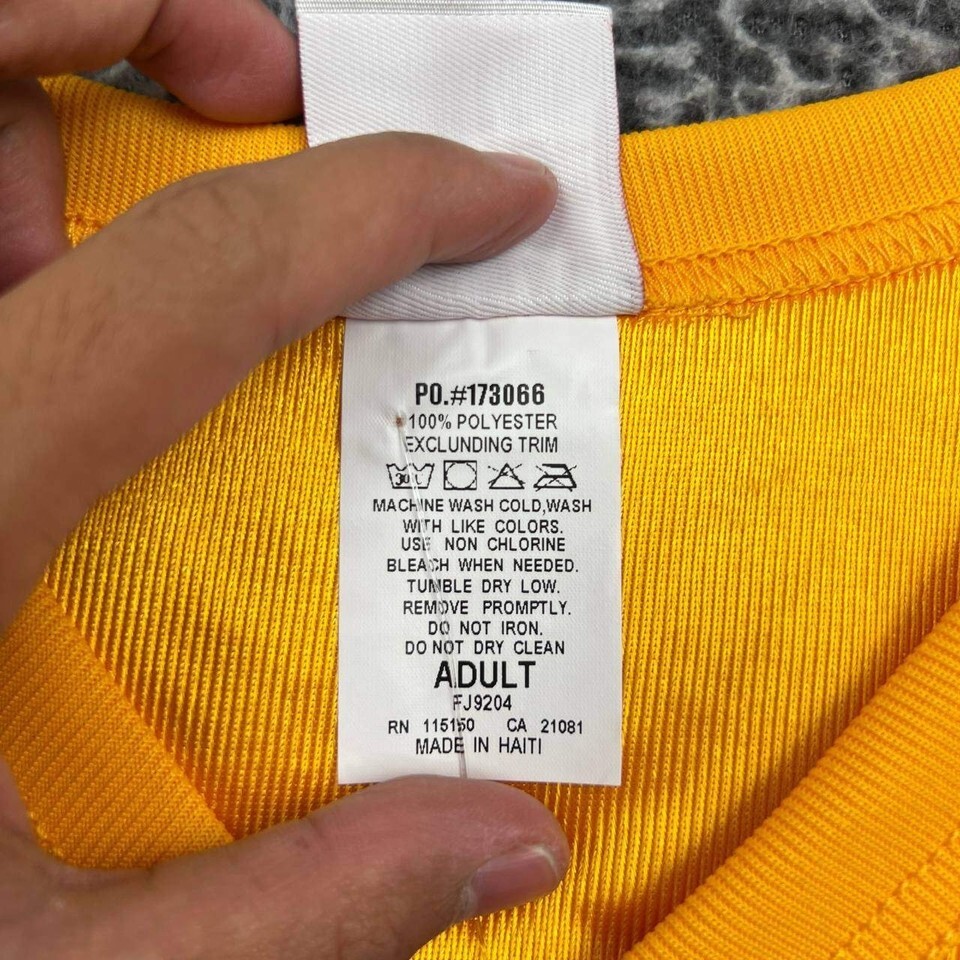 PO.#173066
100% POLYESTER
EXCLUNDING TRIM
30
MACHINE WASH COLD,WASH
WITH LIKE COLORS.
USE NON CHLORINE
BLEACH WHEN NEEDED.
TUMBLE DRY LOW.
REMOVE PROMPTLY.
DO NOT IRON.
DO NOT DRY CLEAN
ADULT
FJ9204
RN 115150 CA 21081
MADE IN HAITI